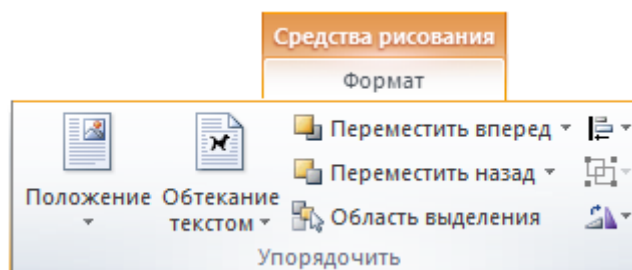 Средства рисования
Формат
Положение
Обтекание
текстом
Переместить вперед
Переместить назад
Область выделения
Упорядочить